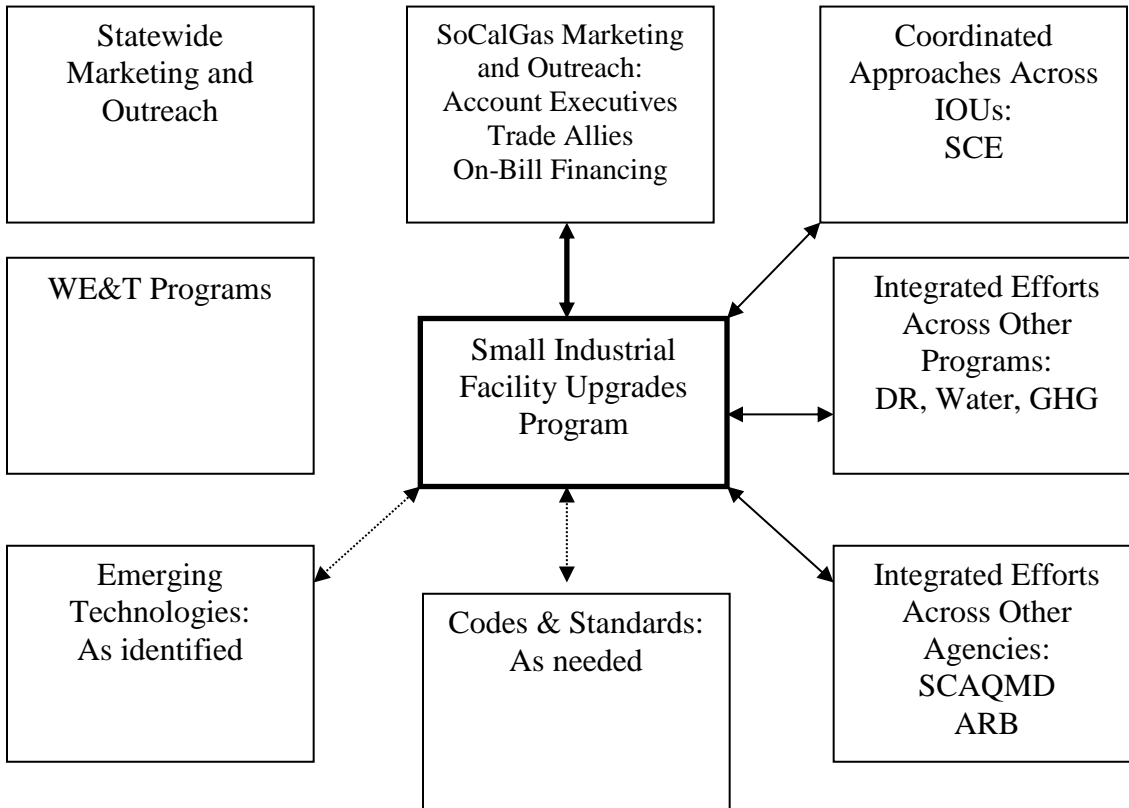 Statewide
Marketing and
Outreach
SoCalGas Marketing
and Outreach:
Account Executives
Trade Allies
On-Bill Financing
Coordinated
Approaches Across
IOUs:
SCE
WE&T Programs
Small Industrial
Facility Upgrades
Program
Integrated Efforts
Across Other
Programs:
DR, Water, GHG
Emerging
Technologies:
As identified
Codes & Standards:
As needed
Integrated Efforts
Across Other
Agencies:
SCAQMD
ARB